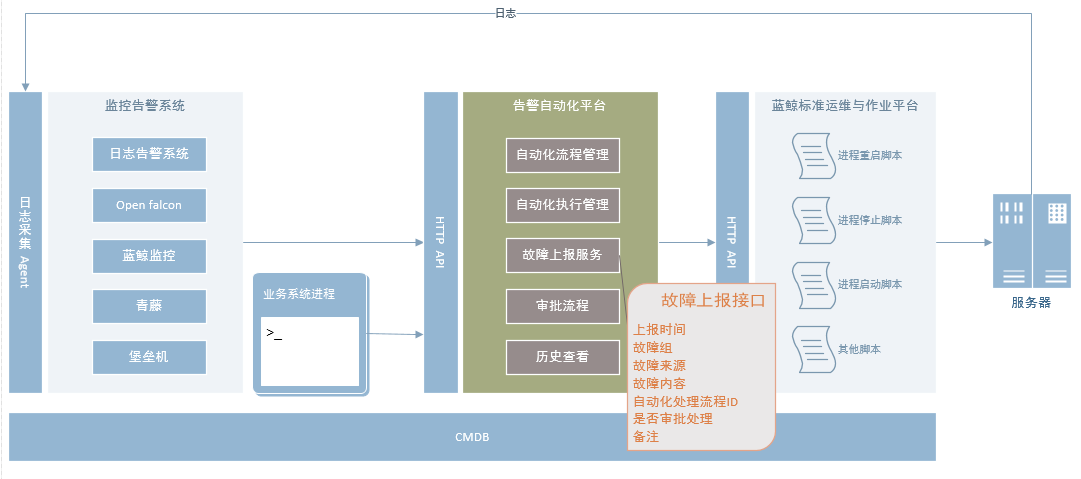 日志
日志采集 Agent
监控告警系统
日志告警系统
Open falcon
蓝鲸监控
青藤
堡垒机
业务系统进程
>_
HTTP API
告警自动化平台
自动化流程管理
自动化执行管理
故障上报服务
审批流程
历史查看
故障上报接口
上报时间
故障组
故障来源
故障内容
自动化处理流程ID
是否审批处理
备注
HTTP API
蓝鲸标准运维与作业平台
进程重启脚本
进程停止脚本
进程启动脚本
其他脚本
服务器
CMDB